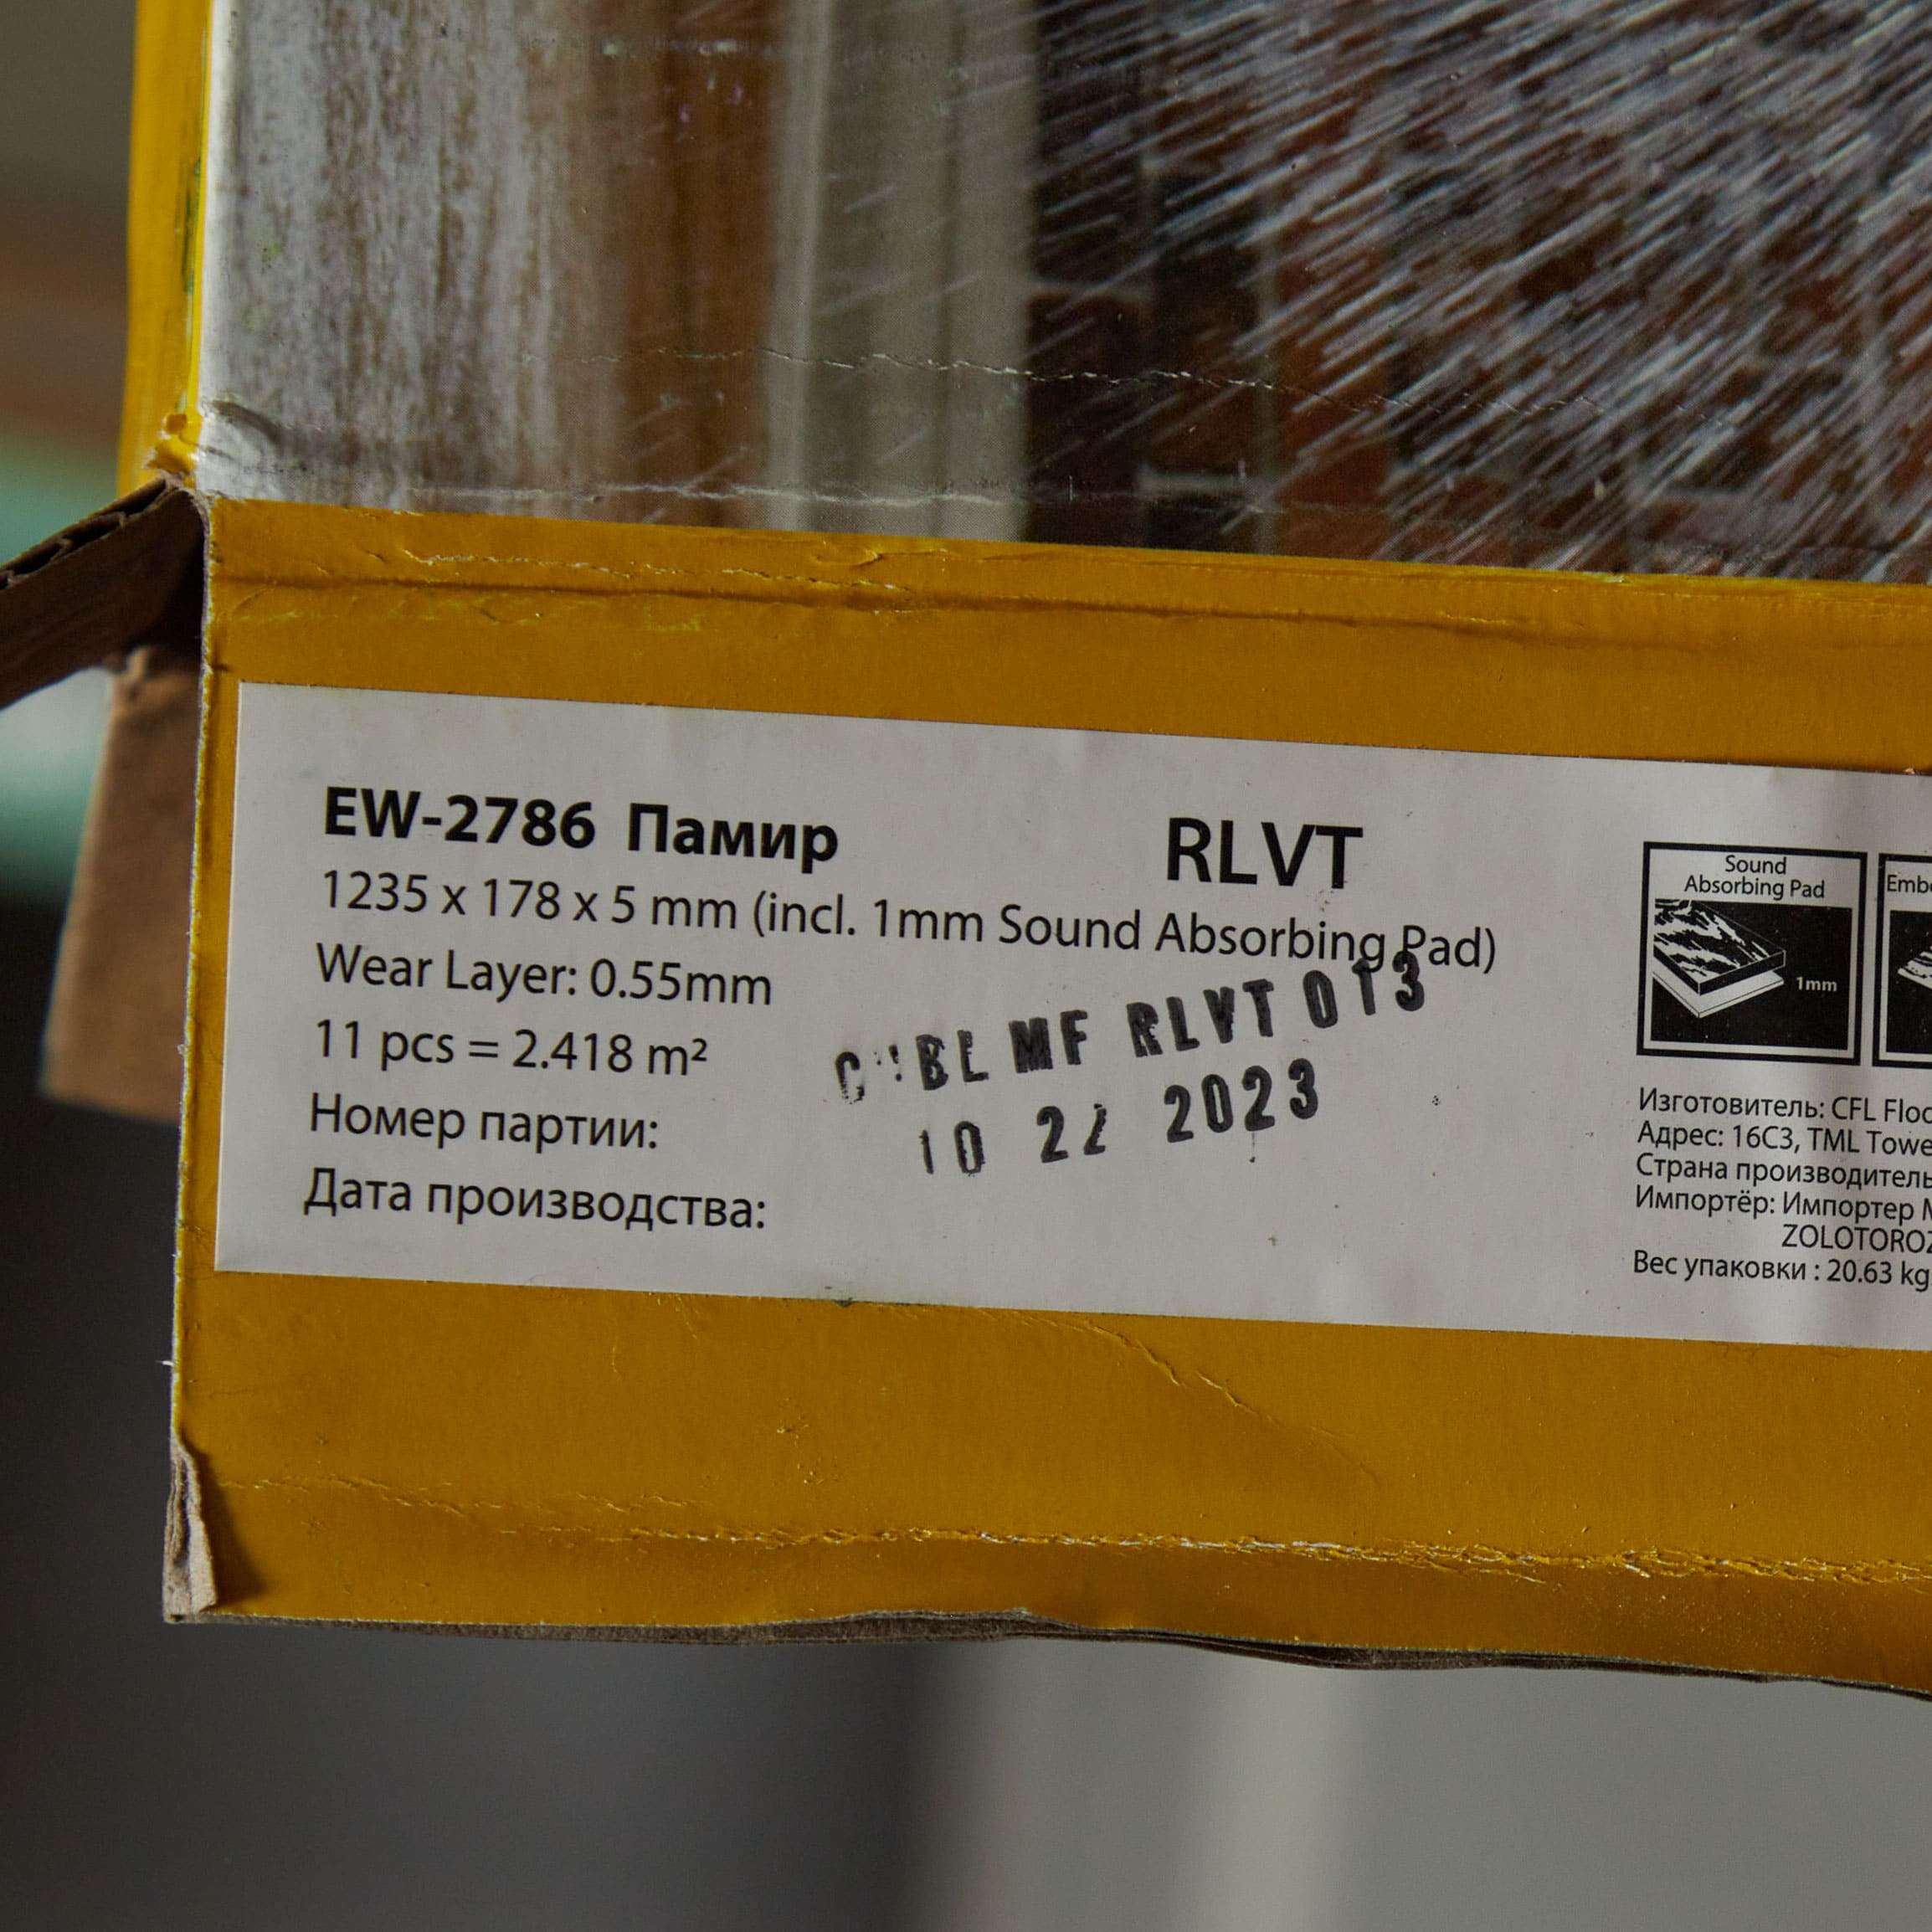 EW-2786 Памир
RLVT
1235 x 178 x 5 mm (incl. 1mm Sound Absorbing Pad)
Wear Layer: 0.55mm
11 pcs = 2.418 m²
Номер партии:
Дата производства:
MF RLVT 013
10 2023
Sound
Absorbing Pad
1mm
Изготовитель: CFL
Адрес: 16C3, TML
Страна
Импортёр: Импортер
Вес упаковки : 20.63 kg